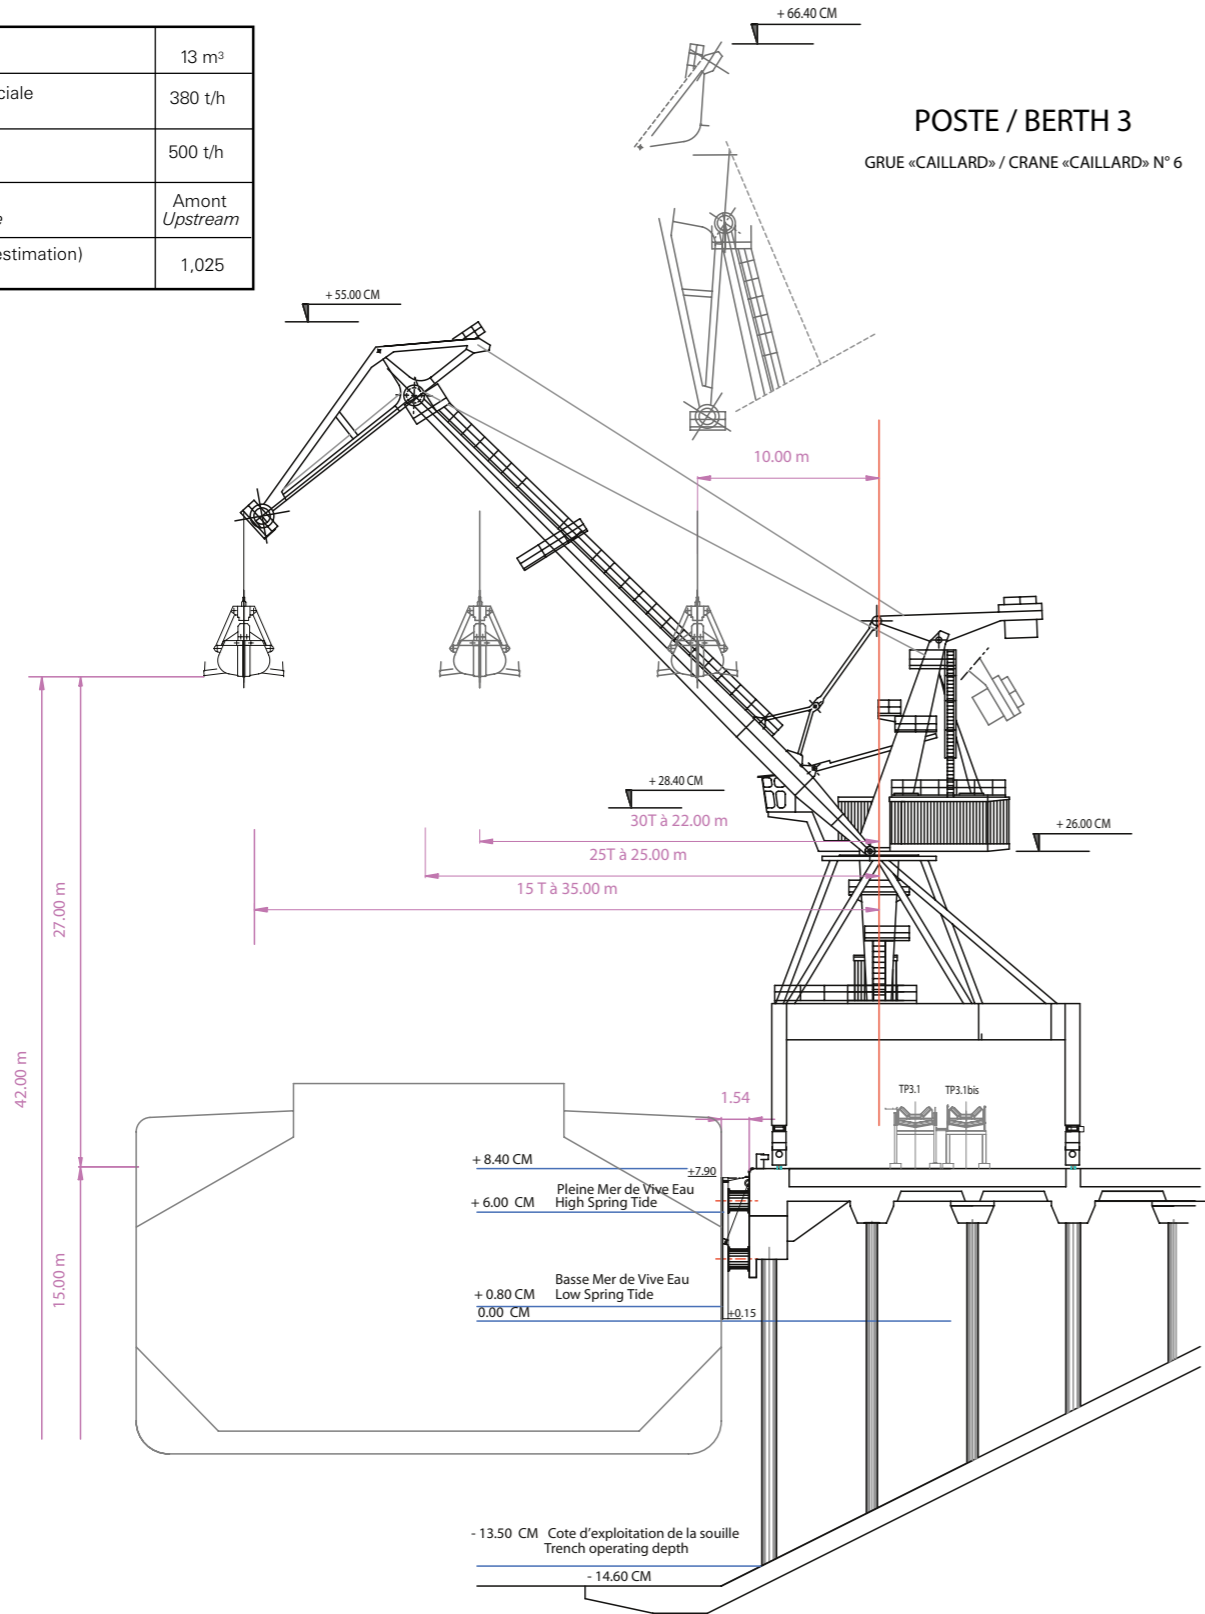 + 66.40 CM
13 m³
ciale
380 t/h
500 t/h
Amont
e
Upstream
estimation)
1,025
POSTE / BERTH 3
GRUE «CAILLARD» / CRANE «CAILLARD» N° 6
+ 55.00 CM
10.00 m
+ 28.40 CM
30T à 22.00 m
+ 26.00 CM
25T à 25.00 m
15 T à 35.00 m
27.00 m
42.00 m
TP3.1 TP3.1bis
1.54
+ 8.40 CM
+7.90
Pleine Mer de Vive Eau
+ 6.00 CM High Spring Tide
15.00 m
Basse Mer de Vive Eau
+ 0.80 CM Low Spring Tide
0.00 CM
+0.15
- 13.50 CM Cote d'exploitation de la souille
Trench operating depth
- 14.60 CM